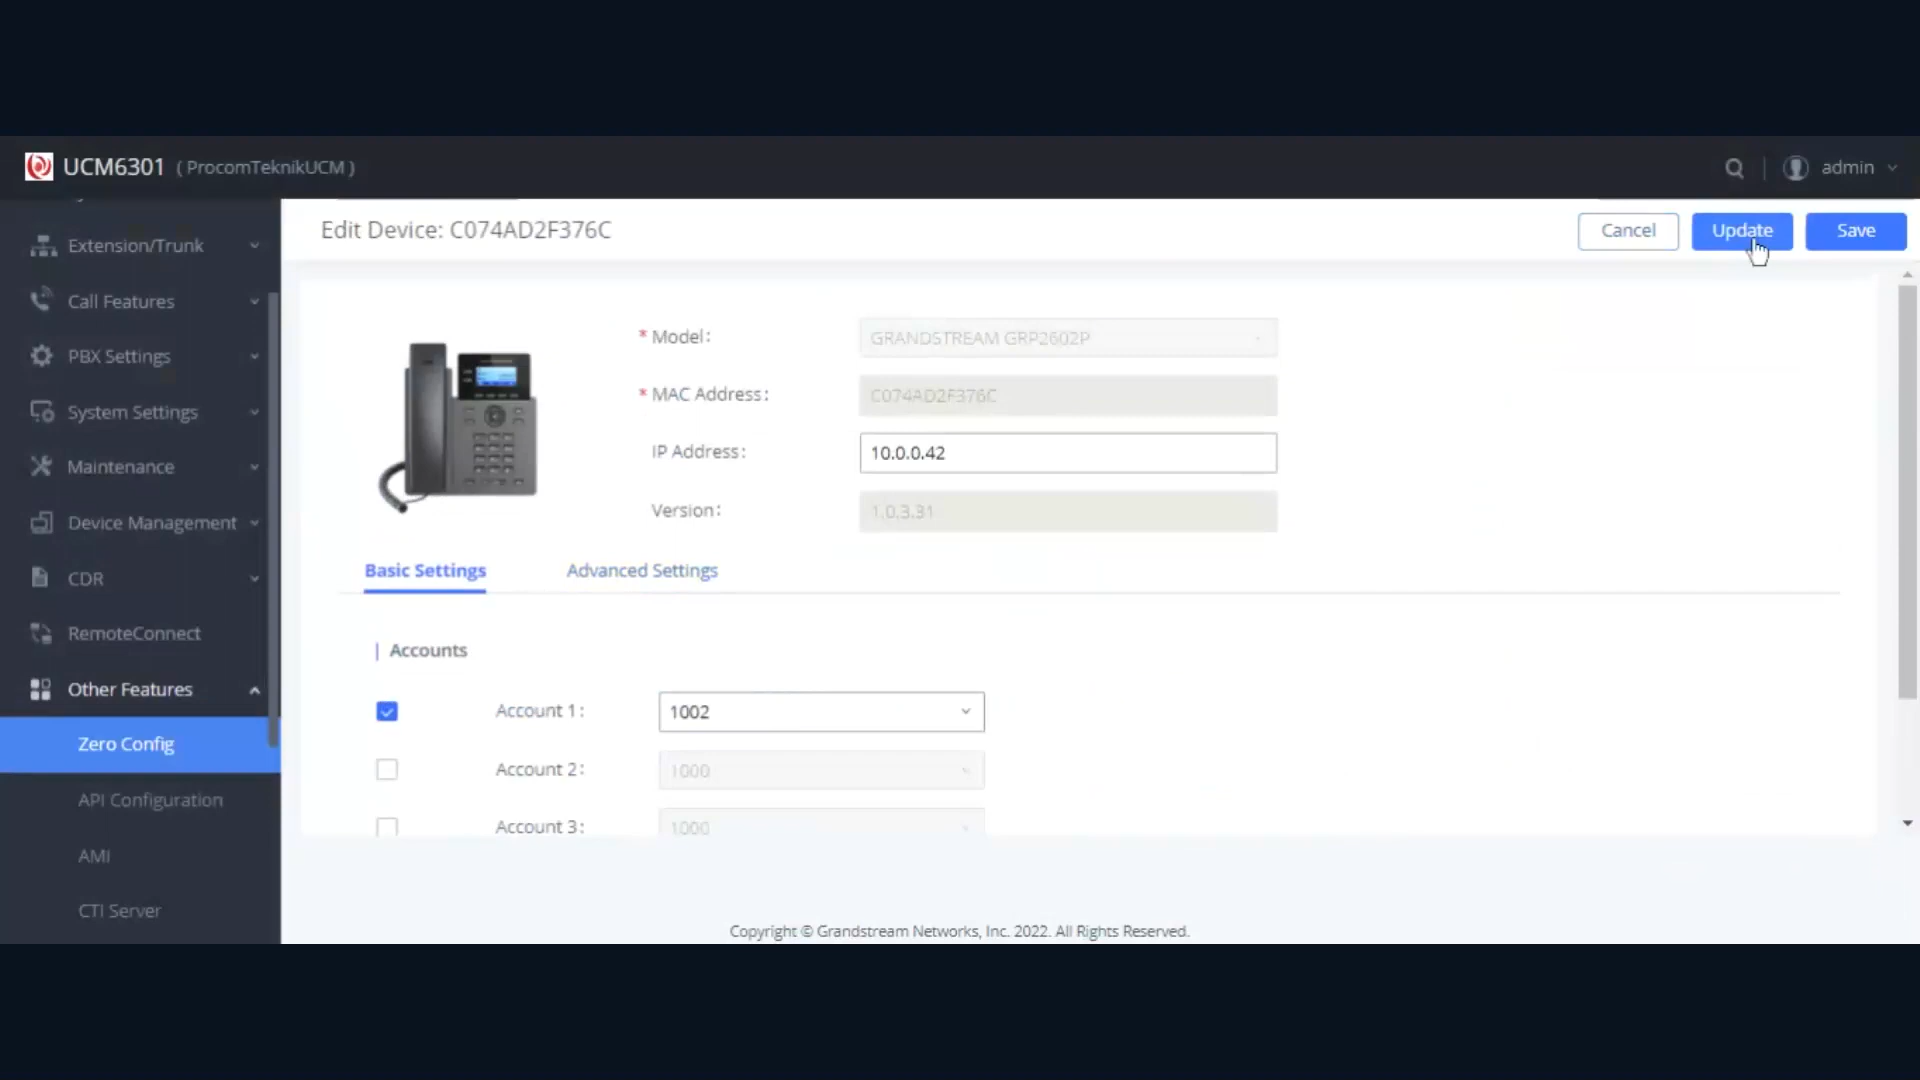 UCM6301 ( ProcomTeknikUCM )
admin
Extension/Trunk
Call Features
PBX Settings
System Settings
Maintenance
Device Management
CDR
RemoteConnect
Other Features
Zero Config
API Configuration
AMI
CTI Server
Edit Device: C074AD2F376C
Cancel
Update
Save
* Model:
GRANDSTREAM GRP2602P
* MAC Address:
C074AD2F376C
IP Address:
10.0.0.42
Version:
1.0.3.31
Basic Settings
Advanced Settings
Accounts
Account 1:
1002
Account 2:
1000
Account 3:
1000
Copyright © Grandstream Networks, Inc. 2022. All Rights Reserved.